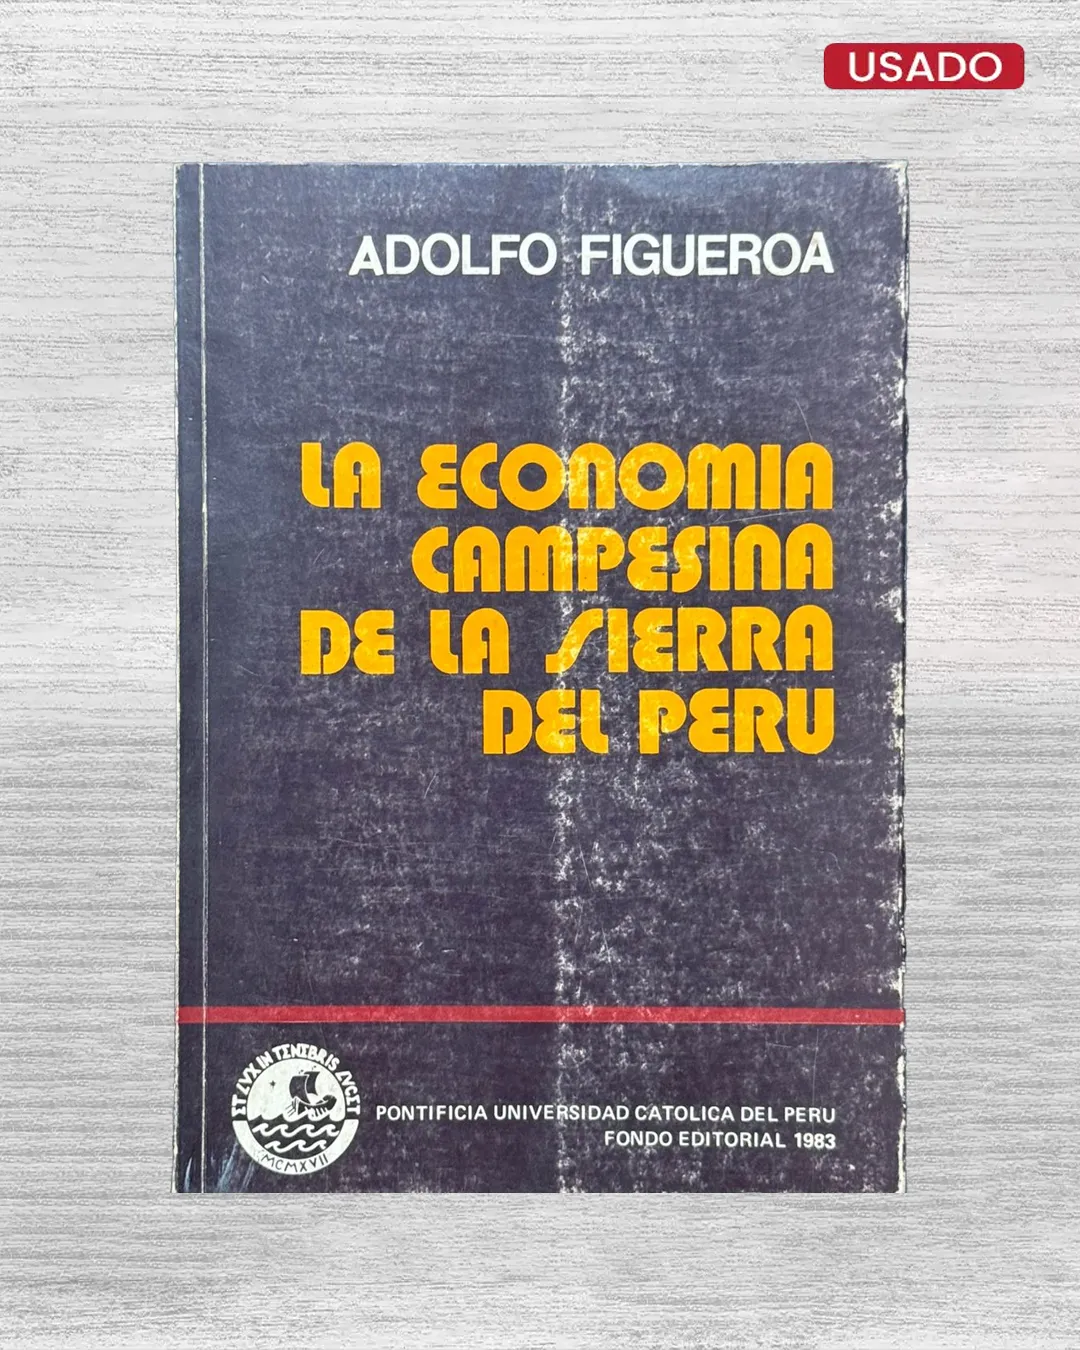 USADO
ADOLFO FIGUEROA
LA ECONOMIA
CAMPESINA
DE LA SIERRA
DEL PERU
ET LVX IN TENEBRIS LVCET
MCMXVII
PONTIFICIA UNIVERSIDAD CATOLICA DEL PERU
FONDO EDITORIAL 1983